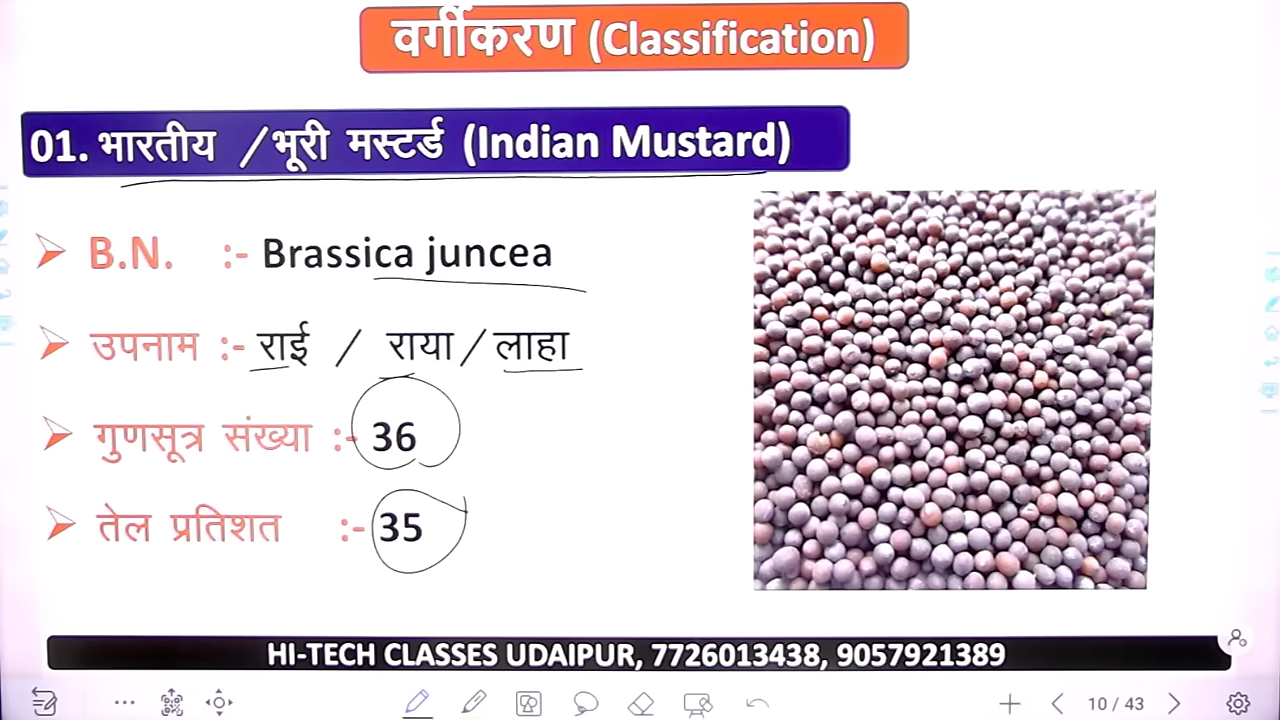 वर्गीकरण (Classification)
01. भारतीय / भूरी मस्टर्ड (Indian Mustard)
B.N. :- Brassica juncea
उपनाम :- राई / राया / लाहा
गुणसूत्र संख्या :- 36
तेल प्रतिशत :- 35
HI-TECH CLASSES UDAIPUR, 7726013438, 9057921389
10 / 43